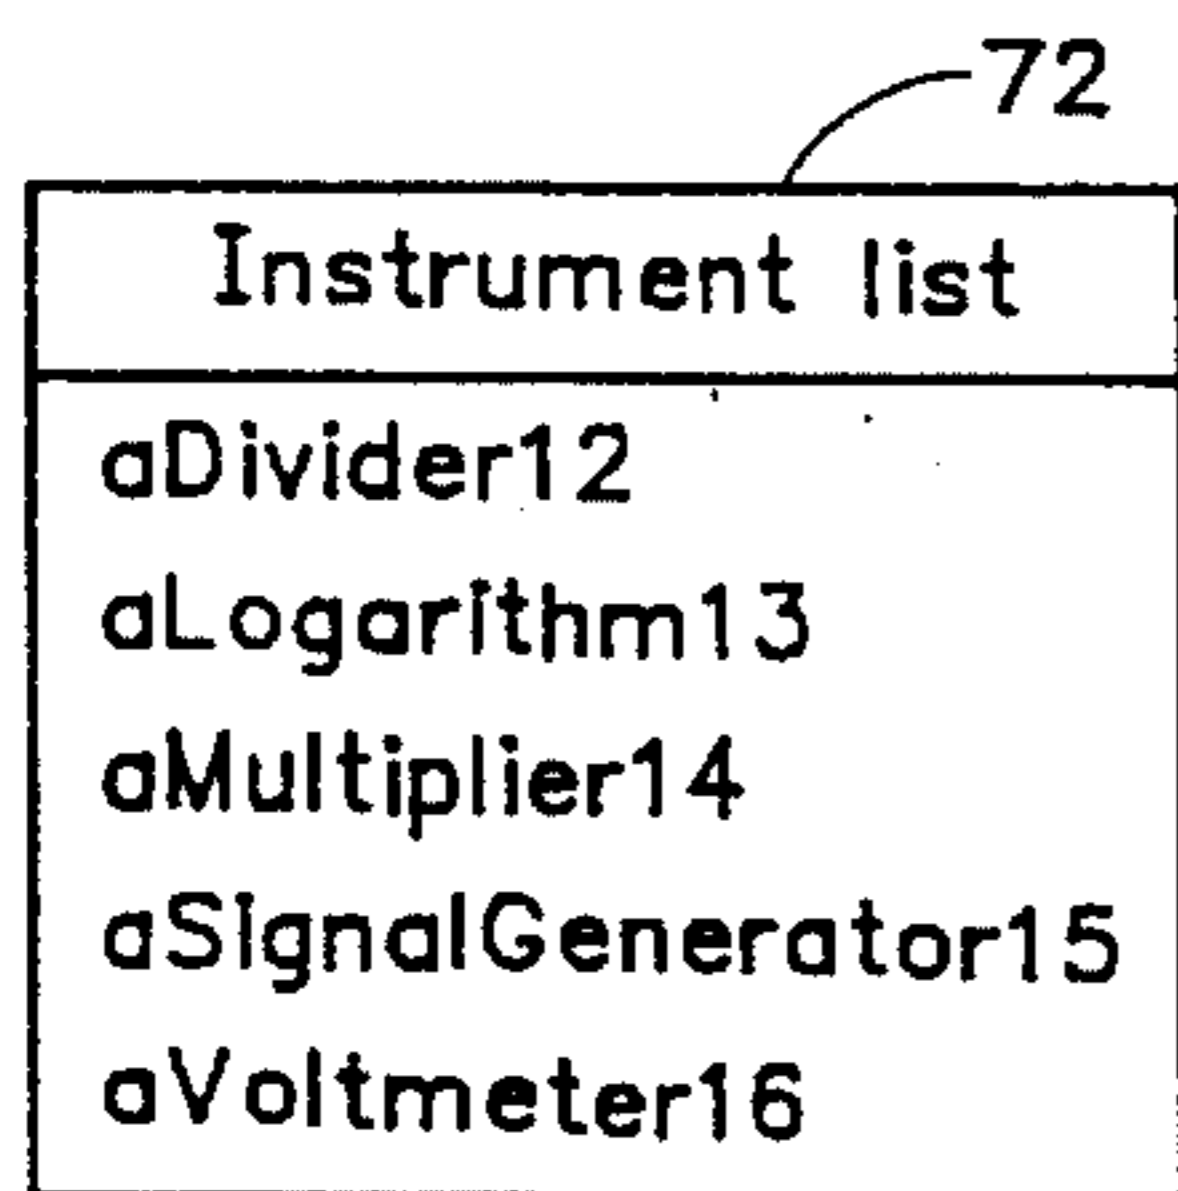 72
Instrument list
aDivider12
aLogarithm13
aMultiplier14
aSignalGenerator15
aVoltmeter16